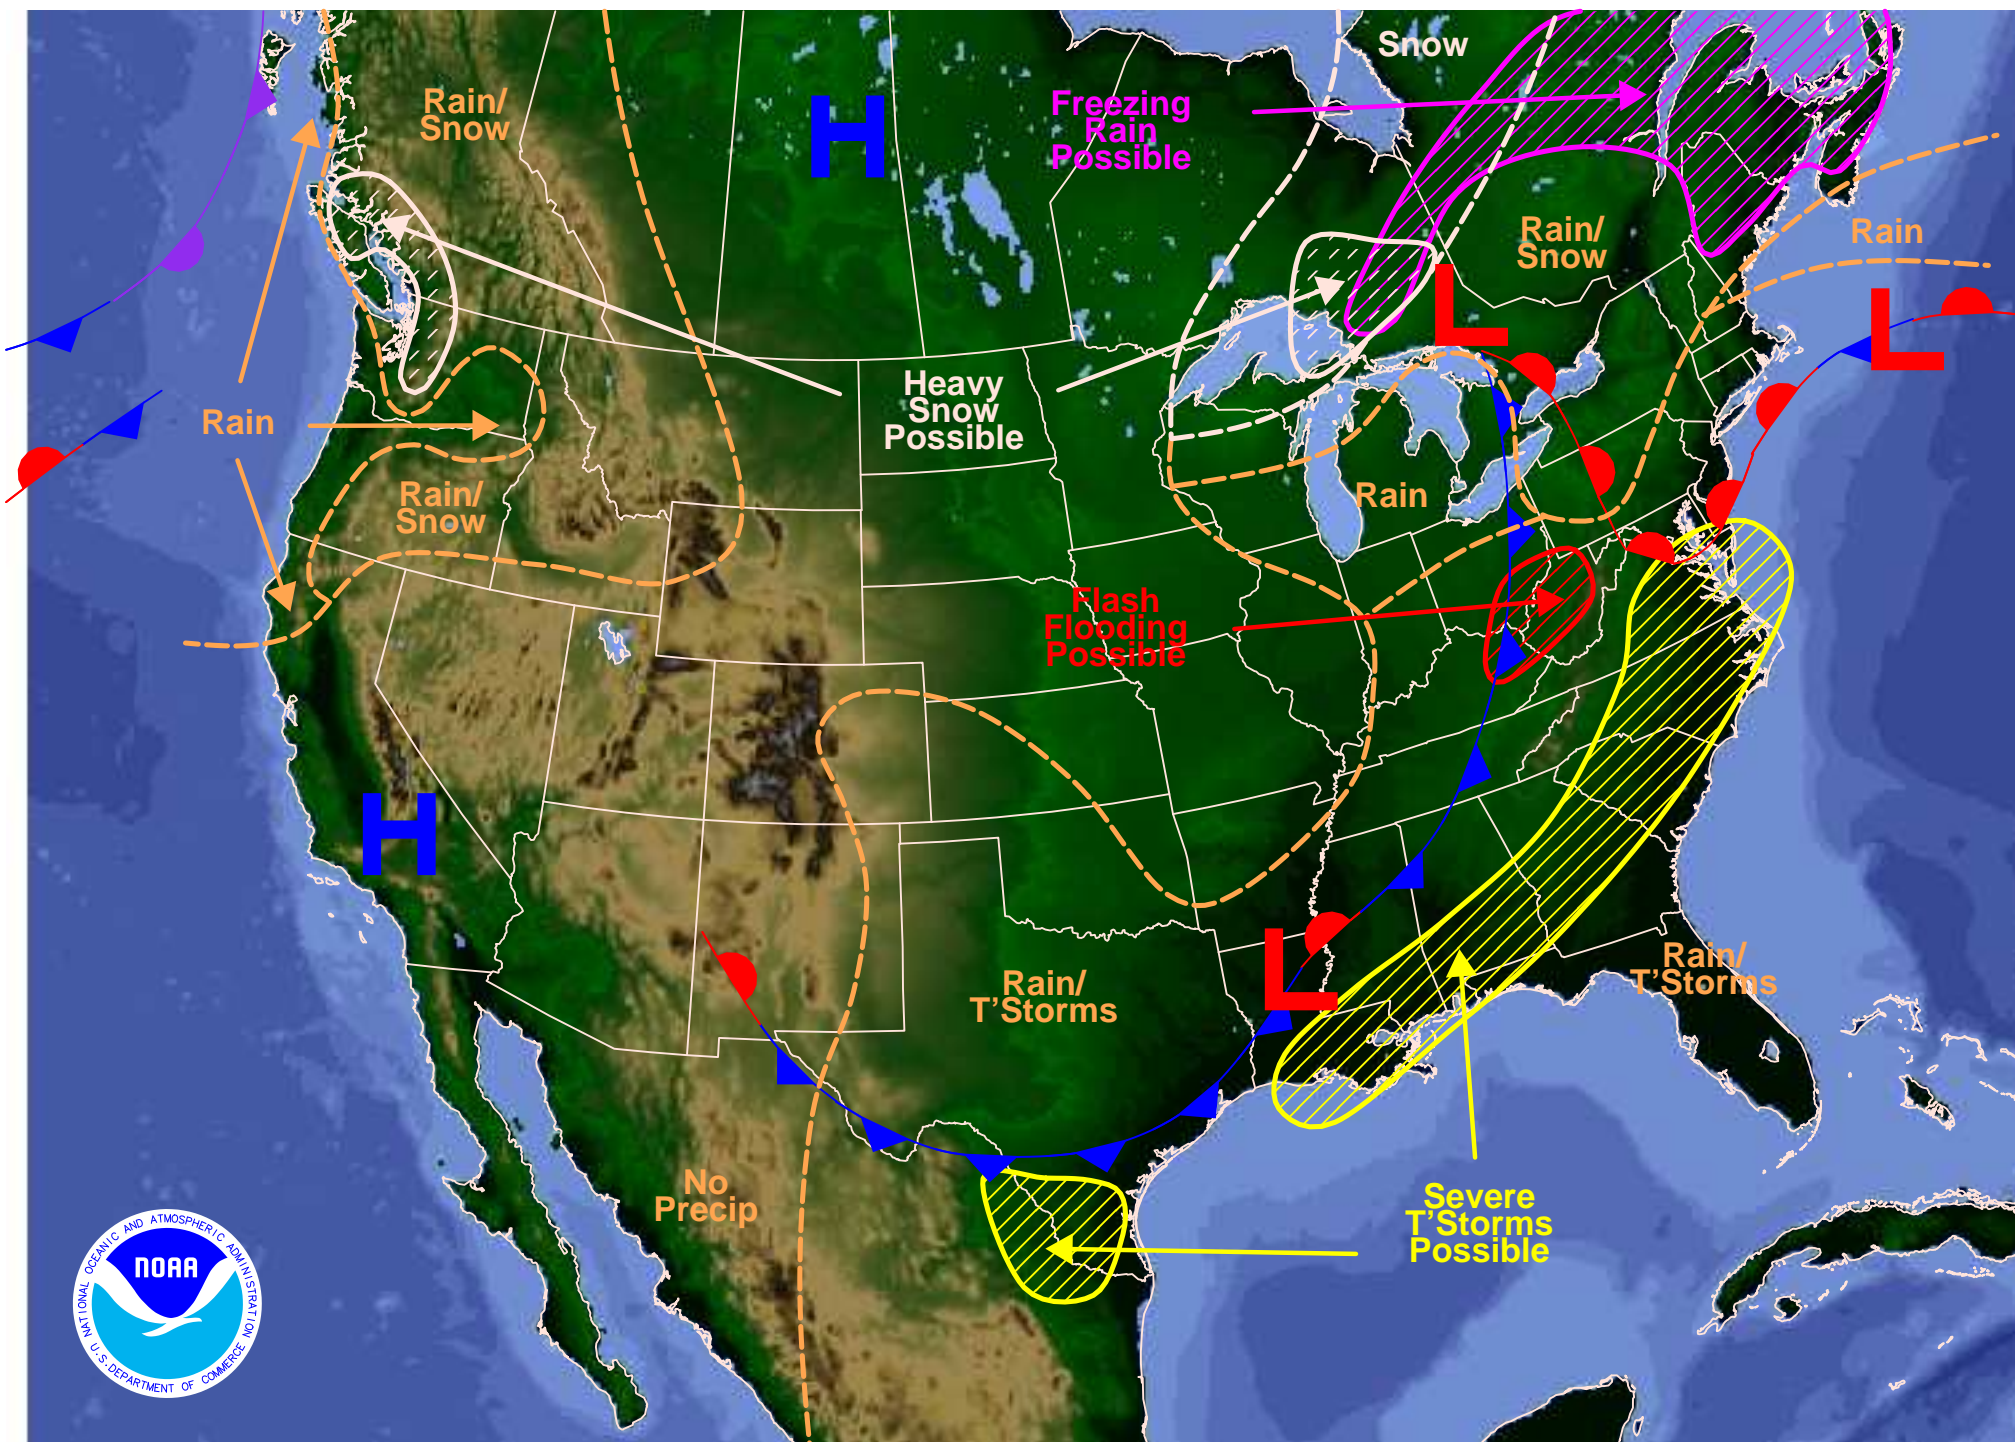 Snow
Rain/
Snow
Freezing
Rain
Possible
H
Rain/
Snow
Rain
L
L
Heavy
Snow
Possible
Rain
Rain/
Snow
Rain
Flash
Flooding
Possible
H
L
Rain/
T'Storms
Rain/
T'Storms
No
Precip
Severe
T'Storms
Possible
NATIONAL OCEANIC AND ATMOSPHERIC ADMINISTRATION
NOAA
U.S. DEPARTMENT OF COMMERCE